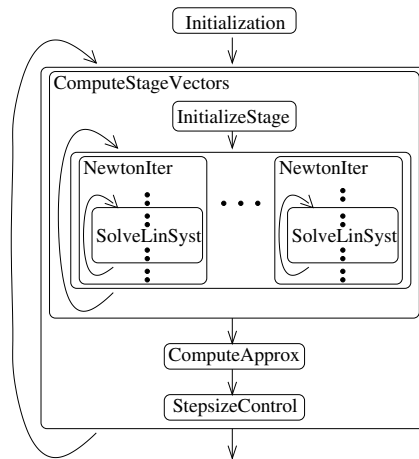 Initialization
ComputeStageVectors
InitializeStage
NewtonIter NewtonIter
SolveLinSyst SolveLinSyst
ComputeApprox
StepsizeControl